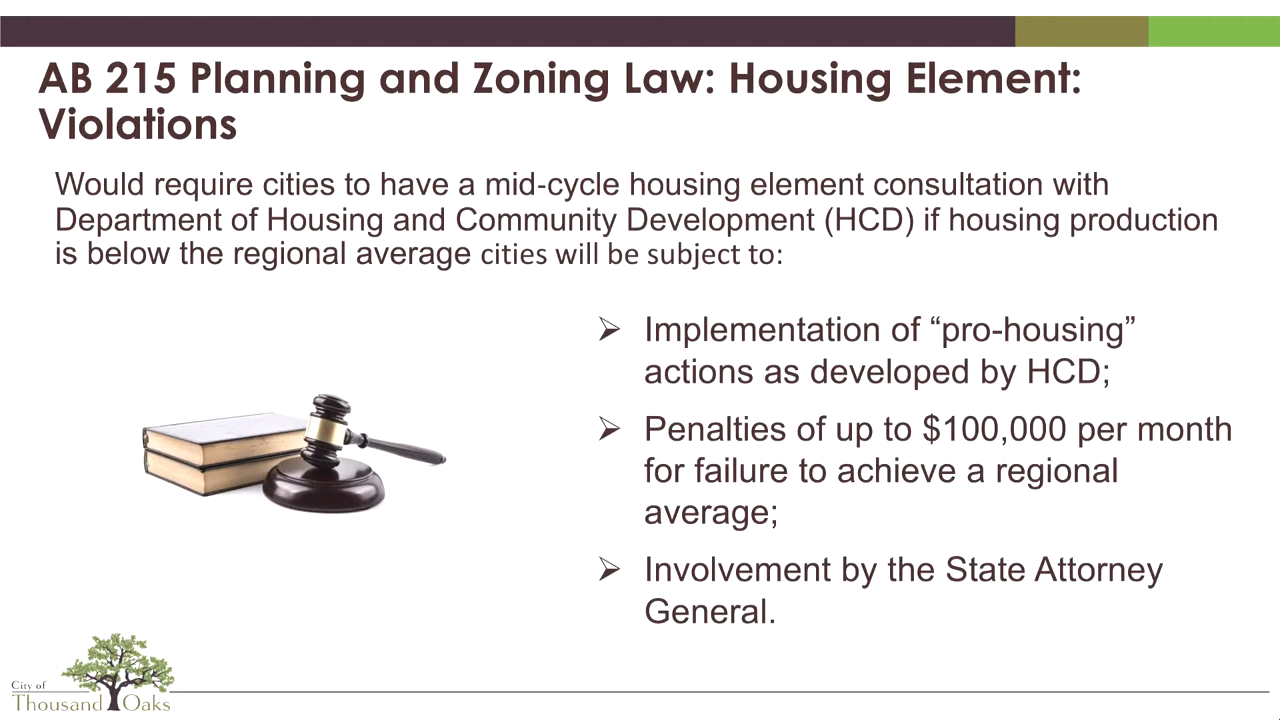 AB 215 Planning and Zoning Law: Housing Element:
Violations
Would require cities to have a mid-cycle housing element consultation with
Department of Housing and Community Development (HCD) if housing production
is below the regional average cities will be subject to:
➢ Implementation of “pro-housing”
actions as developed by HCD;
➢ Penalties of up to $100,000 per month
for failure to achieve a regional
average;
➢ Involvement by the State Attorney
General.
City of
Thousand Oaks